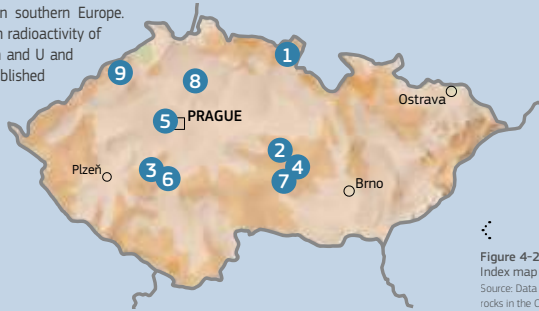 n southern Europe.
n radioactivity of
n and U and
blished
1
9
8
Ostrava
5
PRAGUE
2
3
4
Plzeň
6
7
Brno
Figure 4-2
Index map
Source: Data
rocks in the C